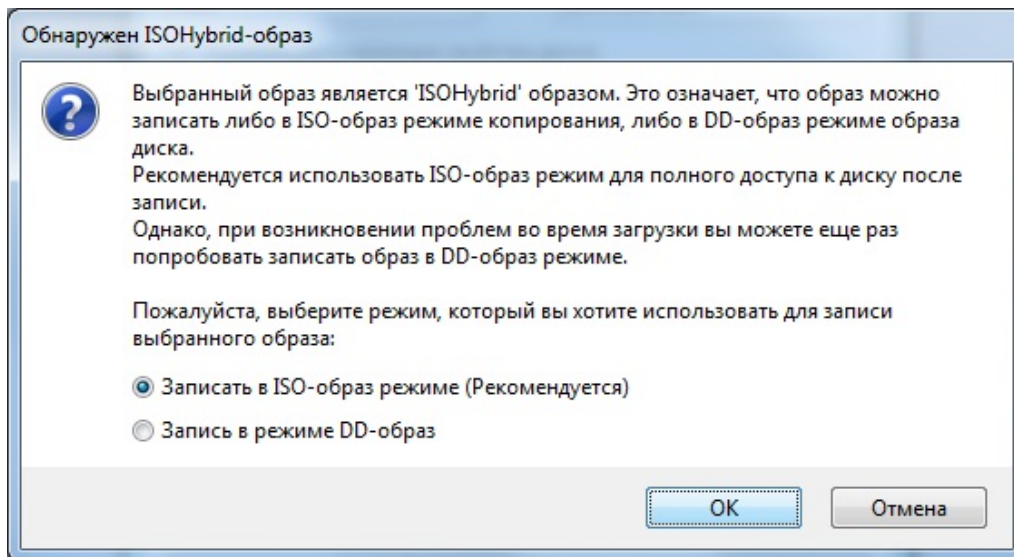 Обнаружен ISOHybrid-образ
Выбранный образ является 'ISOHybrid' образом. Это означает, что образ можно
записать либо в ISO-образ режиме копирования, либо в DD-образ режиме образа
диска.
Рекомендуется использовать ISO-образ режим для полного доступа к диску после
записи.
Однако, при возникновении проблем во время загрузки вы можете еще раз
попробовать записать образ в DD-образ режиме.
Пожалуйста, выберите режим, который вы хотите использовать для записи
выбранного образа:
Записать в ISO-образ режиме (Рекомендуется)
Запись в режиме DD-образ
OK
Отмена